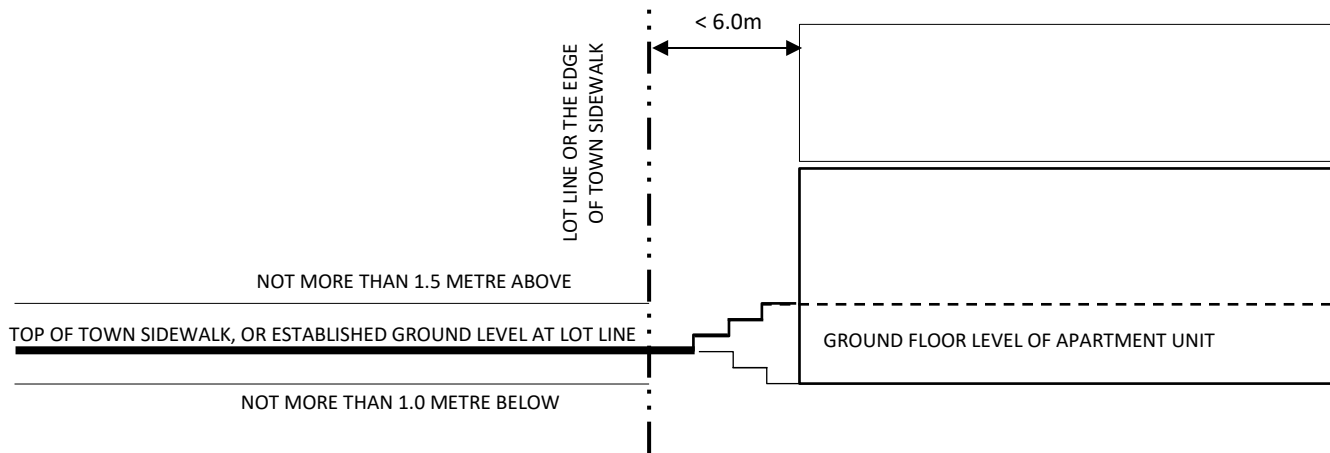 < 6.0m
LOT LINE OR THE EDGE
OF TOWN SIDEWALK
NOT MORE THAN 1.5 METRE ABOVE
TOP OF TOWN SIDEWALK, OR ESTABLISHED GROUND LEVEL AT LOT LINE
GROUND FLOOR LEVEL OF APARTMENT UNIT
NOT MORE THAN 1.0 METRE BELOW